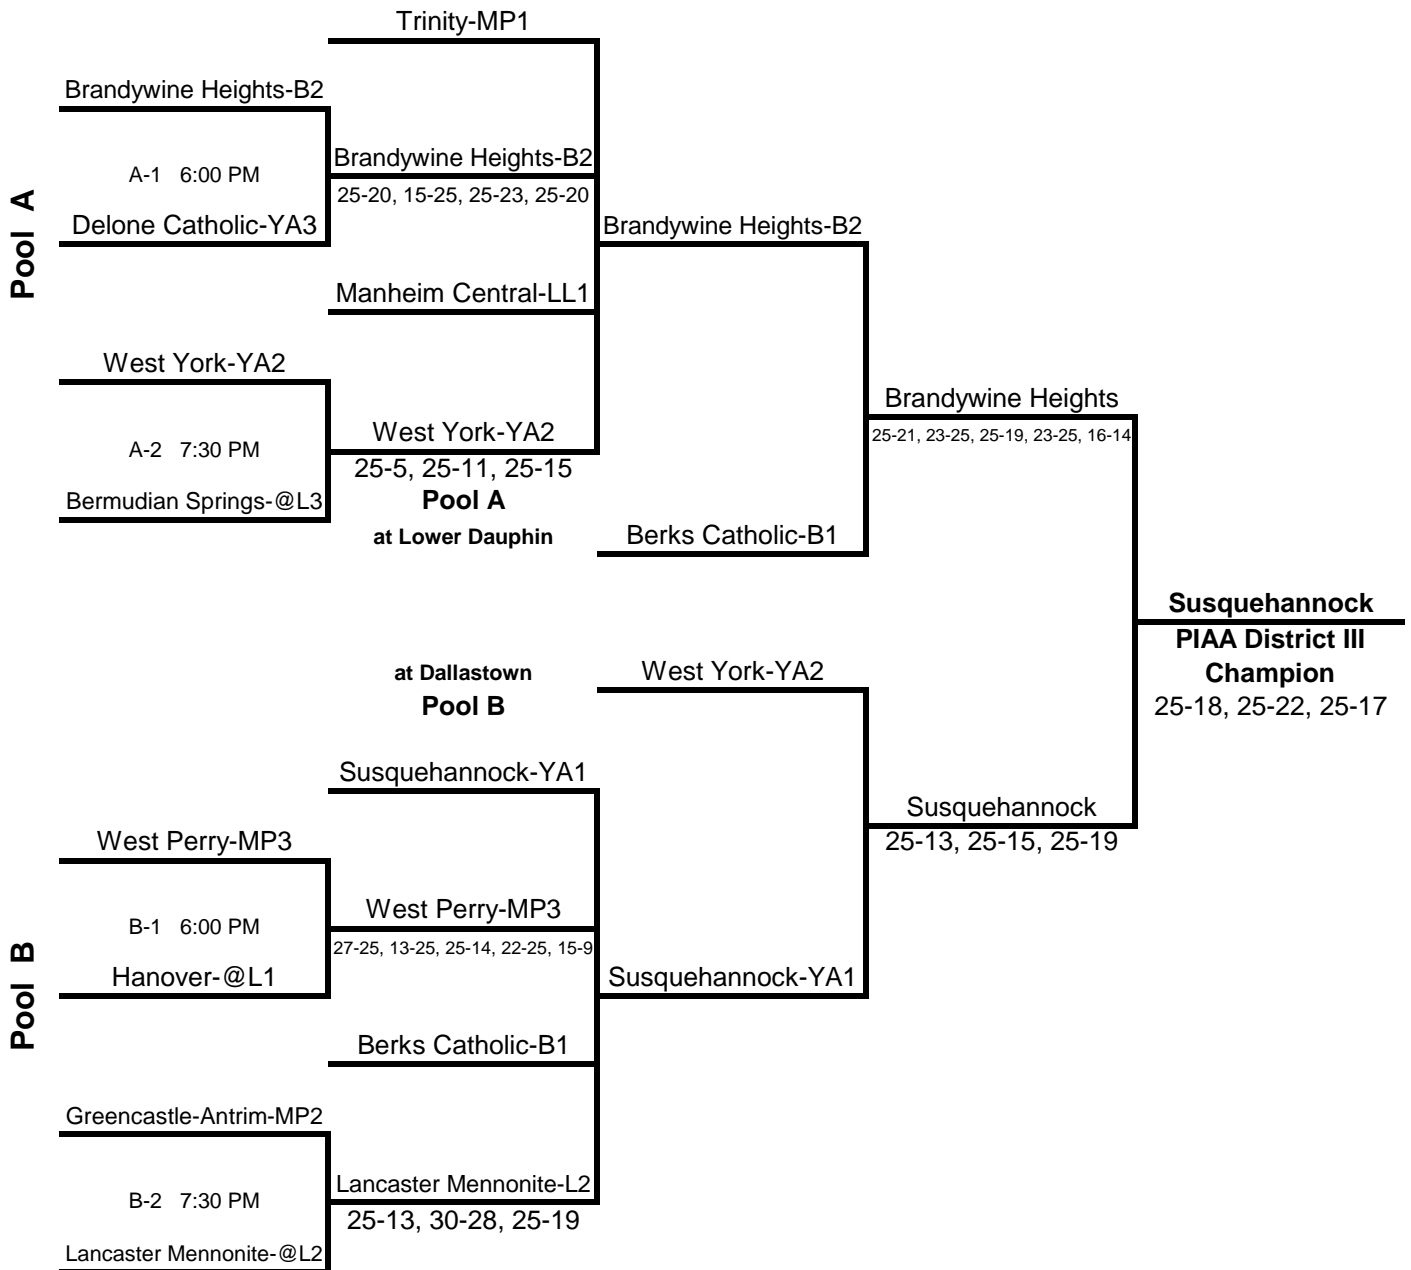 Trinity-MP1
Brandywine Heights-B2
A-1 6:00 PM
Brandywine Heights-B2
25-20, 15-25, 25-23, 25-20
Pool A
Delone Catholic-YA3
Brandywine Heights-B2
Manheim Central-LL1
West York-YA2
Brandywine Heights
25-21, 23-25, 25-19, 23-25, 16-14
A-2 7:30 PM
West York-YA2
25-5, 25-11, 25-15
Bermudian Springs-@L3
Pool A
at Lower Dauphin
Berks Catholic-B1
Susquehannock
PIAA District III
Champion
25-18, 25-22, 25-17
at Dallastown
Pool B
West York-YA2
Susquehannock-YA1
Susquehannock
25-13, 25-15, 25-19
West Perry-MP3
B-1 6:00 PM
West Perry-MP3
27-25, 13-25, 25-14, 22-25, 15-9
Pool B
Hanover-@L1
Susquehannock-YA1
Berks Catholic-B1
Greencastle-Antrim-MP2
B-2 7:30 PM
Lancaster Mennonite-L2
25-13, 30-28, 25-19
Lancaster Mennonite-@L2